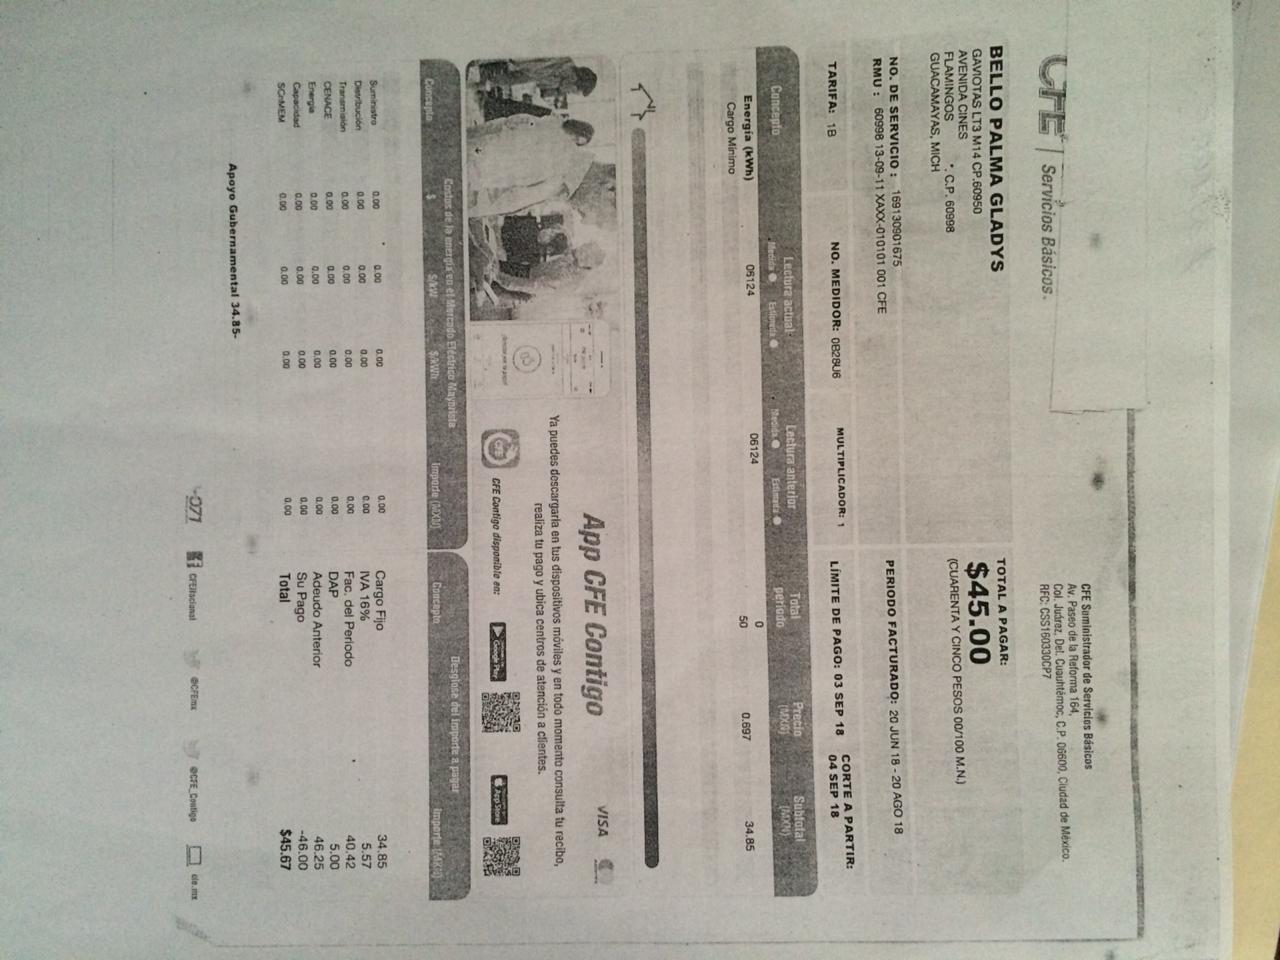 CFE | Servicios Básicos.
CFE Suministrador de Servicios Básicos
Av. Paseo de la Reforma 164,
Col. Juárez, Del. Cuauhtémoc, C.P. 06600, Ciudad de México.
RFC: CSS160330CP7
BELLO PALMA GLADYS
GAVIOTAS LT3 M14 CP.60950
AVENIDA CINES
FLAMINGOS *. C.P. 60998
GUACAMAYAS, MICH
TOTAL A PAGAR:
$45.00
(CUARENTA Y CINCO PESOS 00/100 M.N.)
NO. DE SERVICIO : 169130901675
RMU : 60998 13-09-11 XAXX-010101 001 CFE
PERIODO FACTURADO: 20 JUN 18 - 20 AGO 18
TARIFA: 1B NO. MEDIDOR: 0B28U6 MULTIPLICADOR: 1
LÍMITE DE PAGO: 03 SEP 18 CORTE A PARTIR:
04 SEP 18
Concepto Lectura actual Lectura anterior Total periodo Precio (MXN) Subtotal (MXN)
Medida Estimada Medida Estimada
Energía (kWh) 06124 06124 0
Cargo Mínimo 50 0.697 34.85
App CFE Contigo
VISA
Ya puedes descargarla en tus dispositivos móviles y en todo momento consulta tu recibo,
realiza tu pago y ubica centros de atención a clientes.
CFE CFE Contigo disponible en: Google Play App Store
Costos de la energía en el Mercado Eléctrico Mayorista
Concepto $ $/kW $/kWh Importe (MXN)
Suministro 0.00 0.00 0.00 0.00
Distribución 0.00 0.00 0.00 0.00
Transmisión 0.00 0.00 0.00 0.00
CENACE 0.00 0.00 0.00 0.00
Energía 0.00 0.00 0.00 0.00
Capacidad 0.00 0.00 0.00 0.00
SCnMEM 0.00 0.00 0.00 0.00
Desglose del importe a pagar
Concepto Importe (MXN)
Cargo Fijo 34.85
IVA 16% 5.57
Fac. del Periodo 40.42
DAP 5.00
Adeudo Anterior 46.25
Su Pago -46.00
Total $45.67
Apoyo Gubernamental 34.85-
071 CFENacional @CFEmx @CFE_Contigo cfe.mx